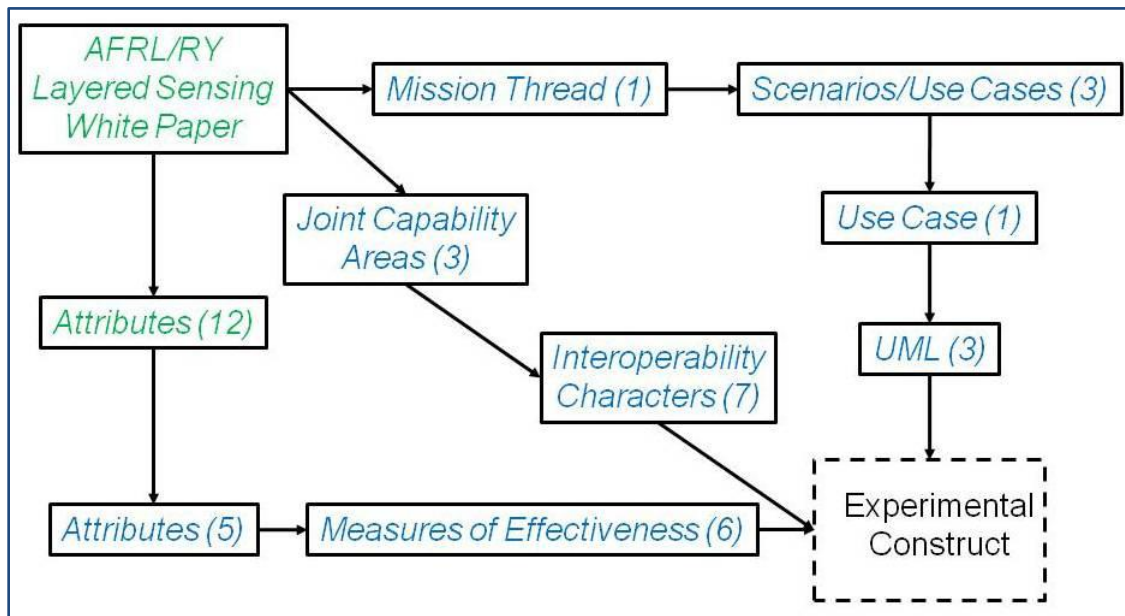 AFRL/RY
Layered Sensing
White Paper
Mission Thread (1)
Scenarios/Use Cases (3)
Joint Capability
Areas (3)
Use Case (1)
Attributes (12)
Interoperability
Characters (7)
UML (3)
Attributes (5)
Measures of Effectiveness (6)
Experimental
Construct